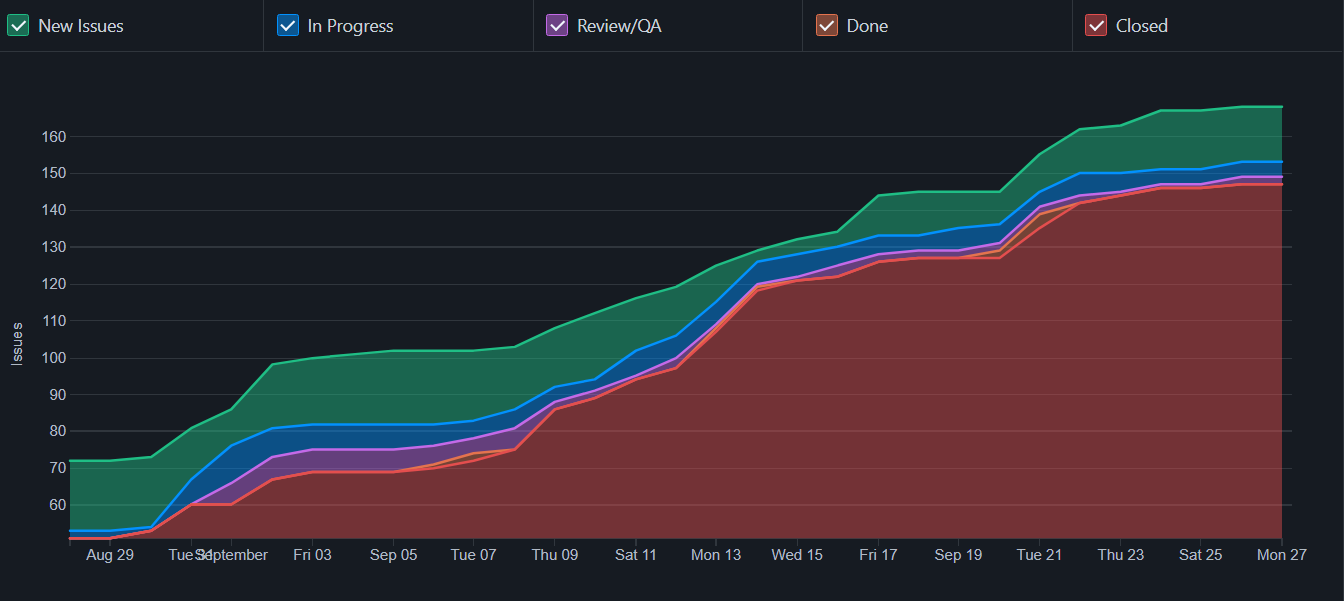 New Issues
In Progress
Review/QA
Done
Closed
160
150
140
130
120
110
100
90
80
70
60
Issues
Aug 29
Tue 31
September
Fri 03
Sep 05
Tue 07
Thu 09
Sat 11
Mon 13
Wed 15
Fri 17
Sep 19
Tue 21
Thu 23
Sat 25
Mon 27